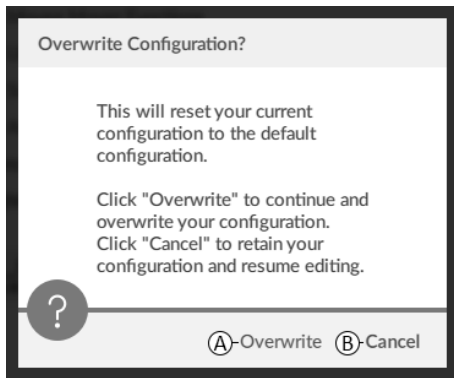 Overwrite Configuration?
This will reset your current
configuration to the default
configuration.
Click "Overwrite" to continue and
overwrite your configuration.
Click "Cancel" to retain your
configuration and resume editing.
?
Ⓐ-Overwrite Ⓑ-Cancel